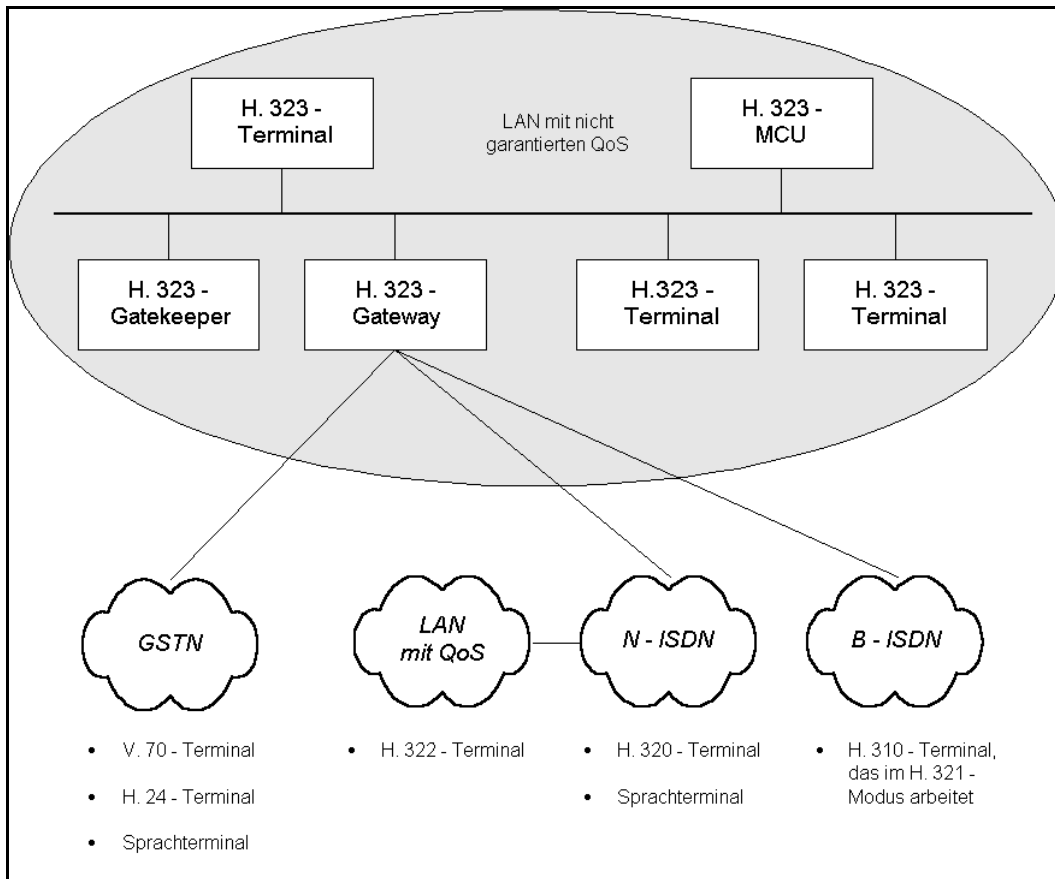 H. 323 -
Terminal
LAN mit nicht
garantierten QoS
H. 323 -
MCU
H. 323 -
Gatekeeper
H. 323 -
Gateway
H.323 -
Terminal
H. 323 -
Terminal
GSTN
LAN
mit QoS
N - ISDN
B - ISDN
• V. 70 - Terminal
• H. 24 - Terminal
• Sprachterminal
• H. 322 - Terminal
• H. 320 - Terminal
• Sprachterminal
• H. 310 - Terminal,
das im H. 321 -
Modus arbeitet